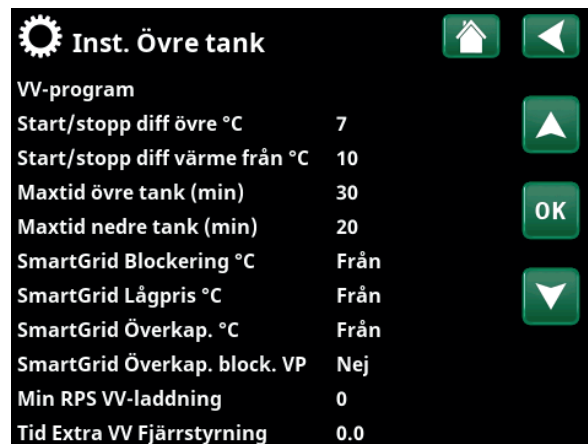 Inst. Övre tank
VV-program
Start/stopp diff övre °C 7
Start/stopp diff värme från °C 10
Maxtid övre tank (min) 30
Maxtid nedre tank (min) 20
SmartGrid Blockering °C Från
SmartGrid Lågpris °C Från
SmartGrid Överkap. °C Från
SmartGrid Överkap. block. VP Nej
Min RPS VV-laddning 0
Tid Extra VV Fjärrstyrning 0.0
OK